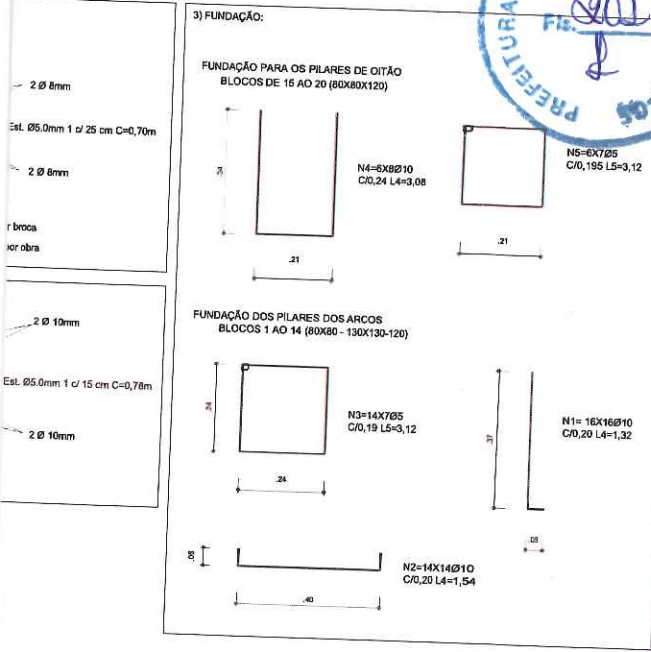 2 Ø 8mm
Est. Ø5.0mm 1 c/ 25 cm C=0,70m
2 Ø 8mm
broca
por obra
2 Ø 10mm
Est. Ø5.0mm 1 c/ 15 cm C=0,78m
2 Ø 10mm
3) FUNDAÇÃO:
PREFEITURA
Fls.
FUNDAÇÃO PARA OS PILARES DE OITÃO
BLOCOS DE 15 AO 20 (80X80X120)
.34
.21
N4=6X8Ø10
C/0,24 L4=3,08
N5=6X7Ø5
C/0,195 L5=3,12
.21
FUNDAÇÃO DOS PILARES DOS ARCOS
BLOCOS 1 AO 14 (80X80 - 130X130-120)
.24
.24
N3=14X7Ø5
C/0,19 L5=3,12
.37
.05
N1= 16X16Ø10
C/0,20 L4=1,32
.05
.40
N2=14X14Ø10
C/0,20 L4=1,54